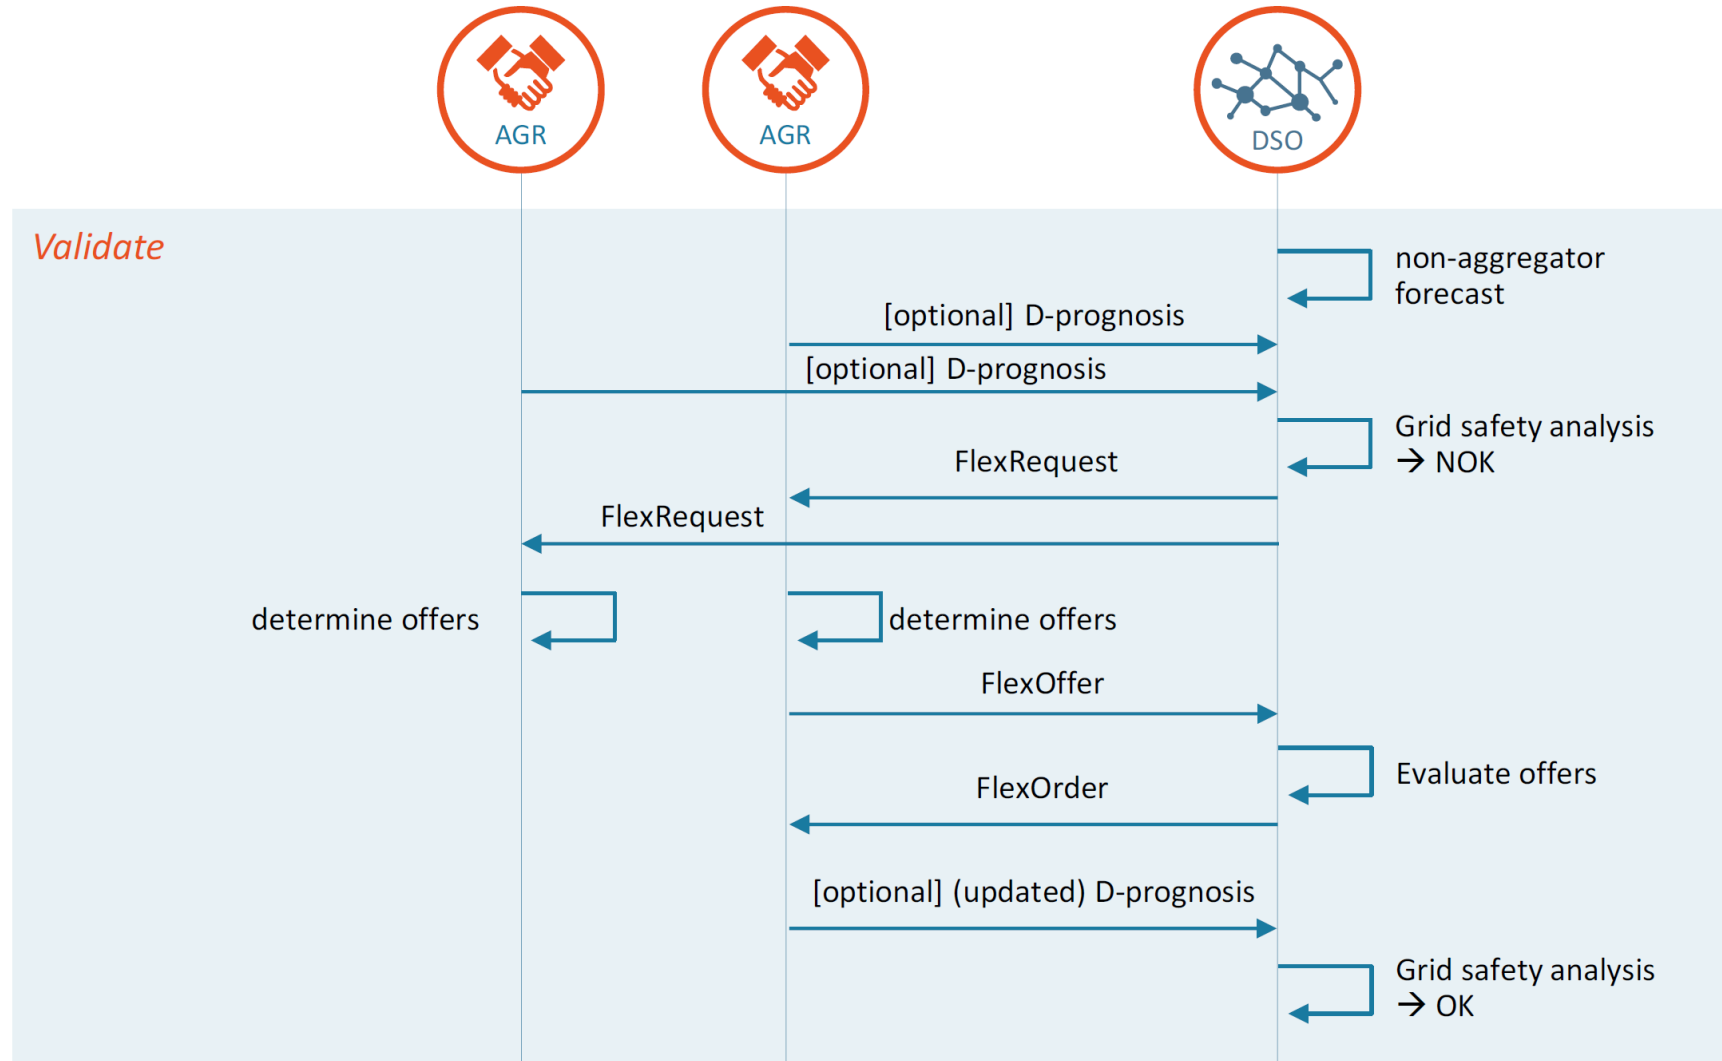 AGR
AGR
DSO
Validate
non-aggregator
forecast
[optional] D-prognosis
[optional] D-prognosis
Grid safety analysis
→ NOK
FlexRequest
FlexRequest
determine offers
determine offers
FlexOffer
Evaluate offers
FlexOrder
[optional] (updated) D-prognosis
Grid safety analysis
→ OK